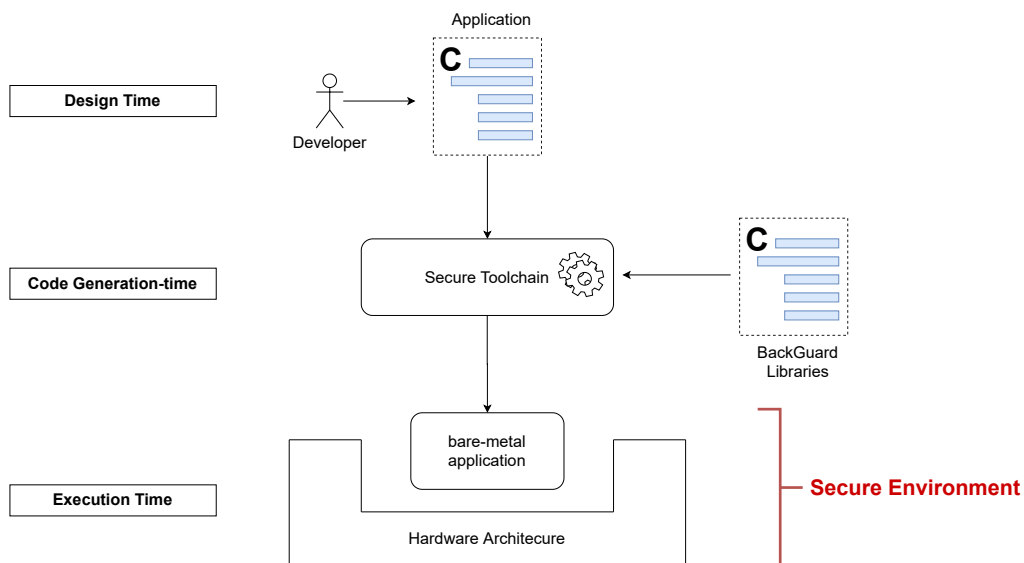 Application
C
Design Time
Developer
C
Code Generation-time
Secure Toolchain
BackGuard
Libraries
bare-metal
application
Secure Environment
Execution Time
Hardware Architecure